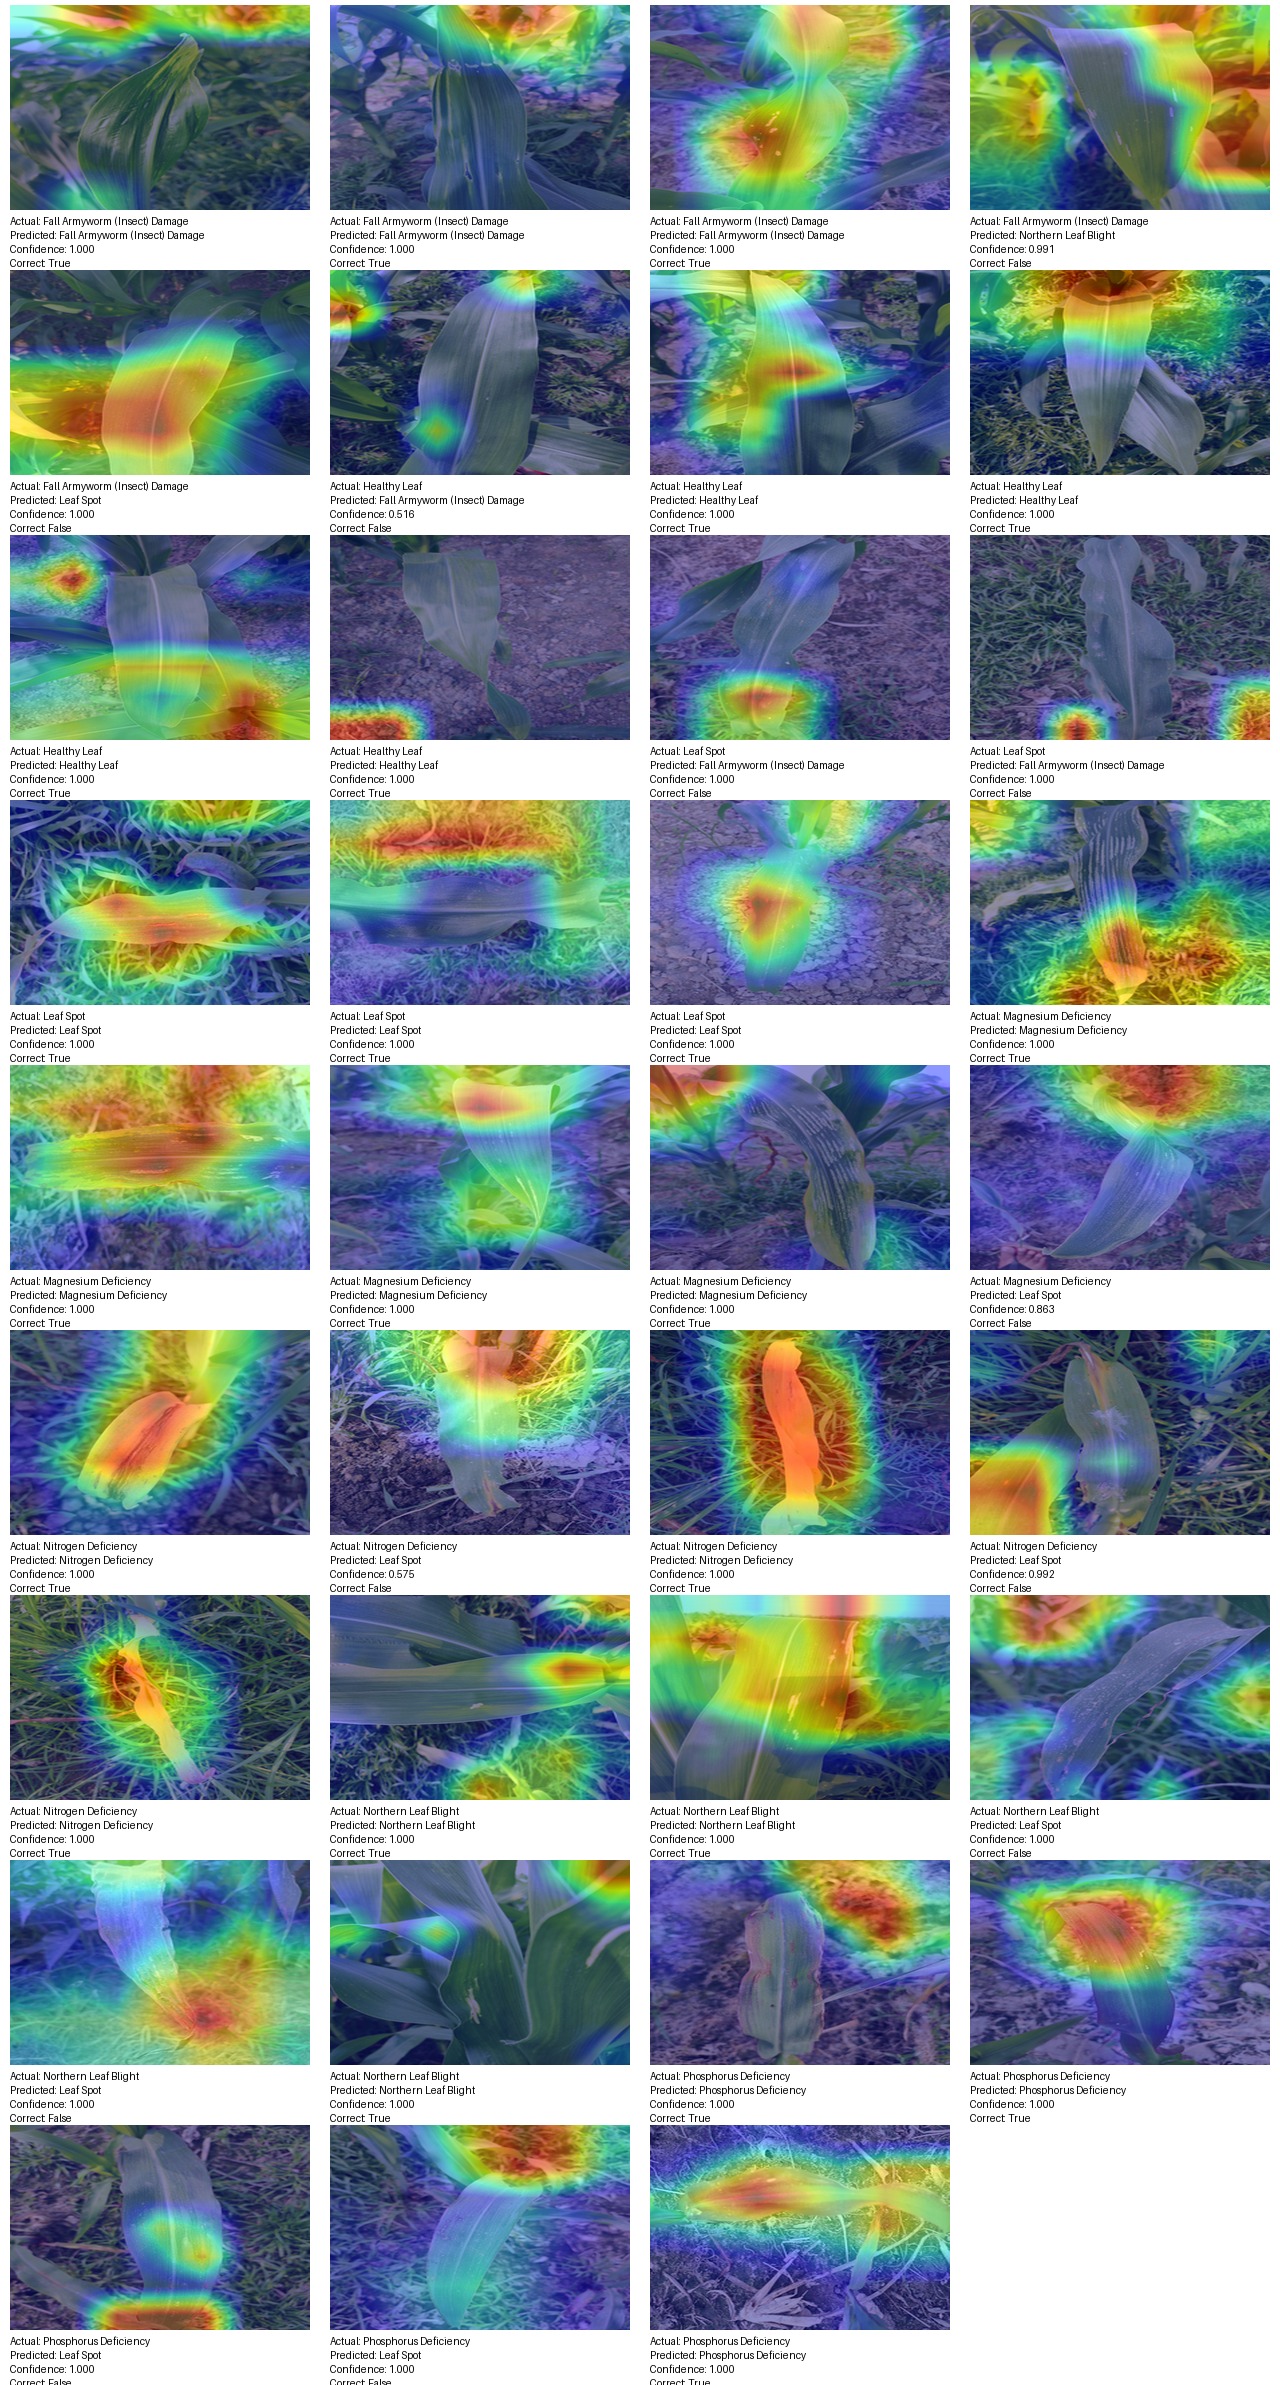 Actual: Fall Armyworm (Insect) Damage
Predicted: Fall Armyworm (Insect) Damage
Confidence: 1.000
Correct: True
Actual: Fall Armyworm (Insect) Damage
Predicted: Fall Armyworm (Insect) Damage
Confidence: 1.000
Correct: True
Actual: Fall Armyworm (Insect) Damage
Predicted: Fall Armyworm (Insect) Damage
Confidence: 1.000
Correct: True
Actual: Fall Armyworm (Insect) Damage
Predicted: Northern Leaf Blight
Confidence: 0.991
Correct: False
Actual: Fall Armyworm (Insect) Damage
Predicted: Leaf Spot
Confidence: 1.000
Correct: False
Actual: Healthy Leaf
Predicted: Fall Armyworm (Insect) Damage
Confidence: 0.516
Correct: False
Actual: Healthy Leaf
Predicted: Healthy Leaf
Confidence: 1.000
Correct: True
Actual: Healthy Leaf
Predicted: Healthy Leaf
Confidence: 1.000
Correct: True
Actual: Healthy Leaf
Predicted: Healthy Leaf
Confidence: 1.000
Correct: True
Actual: Healthy Leaf
Predicted: Healthy Leaf
Confidence: 1.000
Correct: True
Actual: Leaf Spot
Predicted: Fall Armyworm (Insect) Damage
Confidence: 1.000
Correct: False
Actual: Leaf Spot
Predicted: Fall Armyworm (Insect) Damage
Confidence: 1.000
Correct: False
Actual: Leaf Spot
Predicted: Leaf Spot
Confidence: 1.000
Correct: True
Actual: Leaf Spot
Predicted: Leaf Spot
Confidence: 1.000
Correct: True
Actual: Leaf Spot
Predicted: Leaf Spot
Confidence: 1.000
Correct: True
Actual: Magnesium Deficiency
Predicted: Magnesium Deficiency
Confidence: 1.000
Correct: True
Actual: Magnesium Deficiency
Predicted: Magnesium Deficiency
Confidence: 1.000
Correct: True
Actual: Magnesium Deficiency
Predicted: Magnesium Deficiency
Confidence: 1.000
Correct: True
Actual: Magnesium Deficiency
Predicted: Magnesium Deficiency
Confidence: 1.000
Correct: True
Actual: Magnesium Deficiency
Predicted: Leaf Spot
Confidence: 0.863
Correct: False
Actual: Nitrogen Deficiency
Predicted: Nitrogen Deficiency
Confidence: 1.000
Correct: True
Actual: Nitrogen Deficiency
Predicted: Leaf Spot
Confidence: 0.575
Correct: False
Actual: Nitrogen Deficiency
Predicted: Nitrogen Deficiency
Confidence: 1.000
Correct: True
Actual: Nitrogen Deficiency
Predicted: Leaf Spot
Confidence: 0.992
Correct: False
Actual: Nitrogen Deficiency
Predicted: Nitrogen Deficiency
Confidence: 1.000
Correct: True
Actual: Northern Leaf Blight
Predicted: Northern Leaf Blight
Confidence: 1.000
Correct: True
Actual: Northern Leaf Blight
Predicted: Northern Leaf Blight
Confidence: 1.000
Correct: True
Actual: Northern Leaf Blight
Predicted: Leaf Spot
Confidence: 1.000
Correct: False
Actual: Northern Leaf Blight
Predicted: Leaf Spot
Confidence: 1.000
Correct: False
Actual: Northern Leaf Blight
Predicted: Northern Leaf Blight
Confidence: 1.000
Correct: True
Actual: Phosphorus Deficiency
Predicted: Phosphorus Deficiency
Confidence: 1.000
Correct: True
Actual: Phosphorus Deficiency
Predicted: Phosphorus Deficiency
Confidence: 1.000
Correct: True
Actual: Phosphorus Deficiency
Predicted: Leaf Spot
Confidence: 1.000
Correct: False
Actual: Phosphorus Deficiency
Predicted: Leaf Spot
Confidence: 1.000
Correct: False
Actual: Phosphorus Deficiency
Predicted: Phosphorus Deficiency
Confidence: 1.000
Correct: True